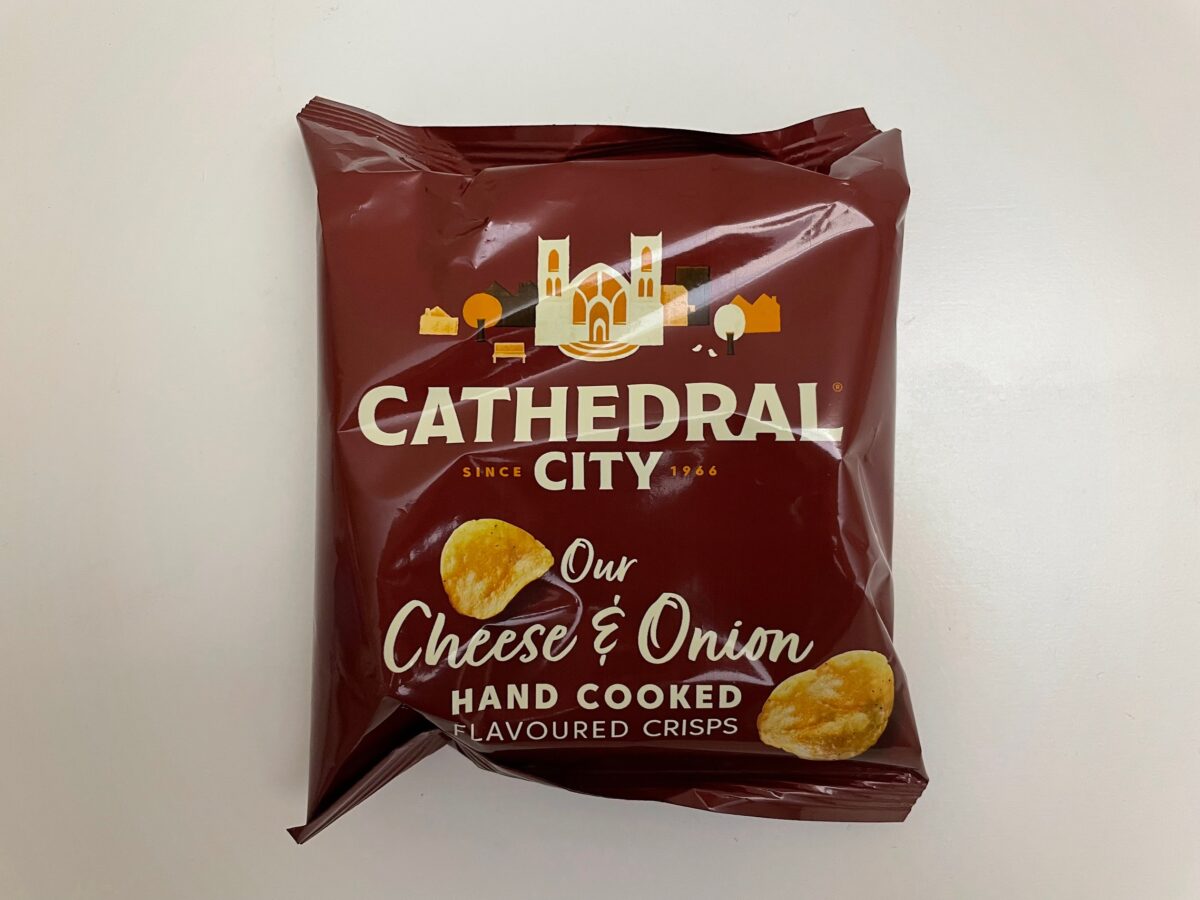 CATHEDRAL®
SINCE CITY 1966
Our
Cheese & Onion
HAND COOKED
FLAVOURED CRISPS